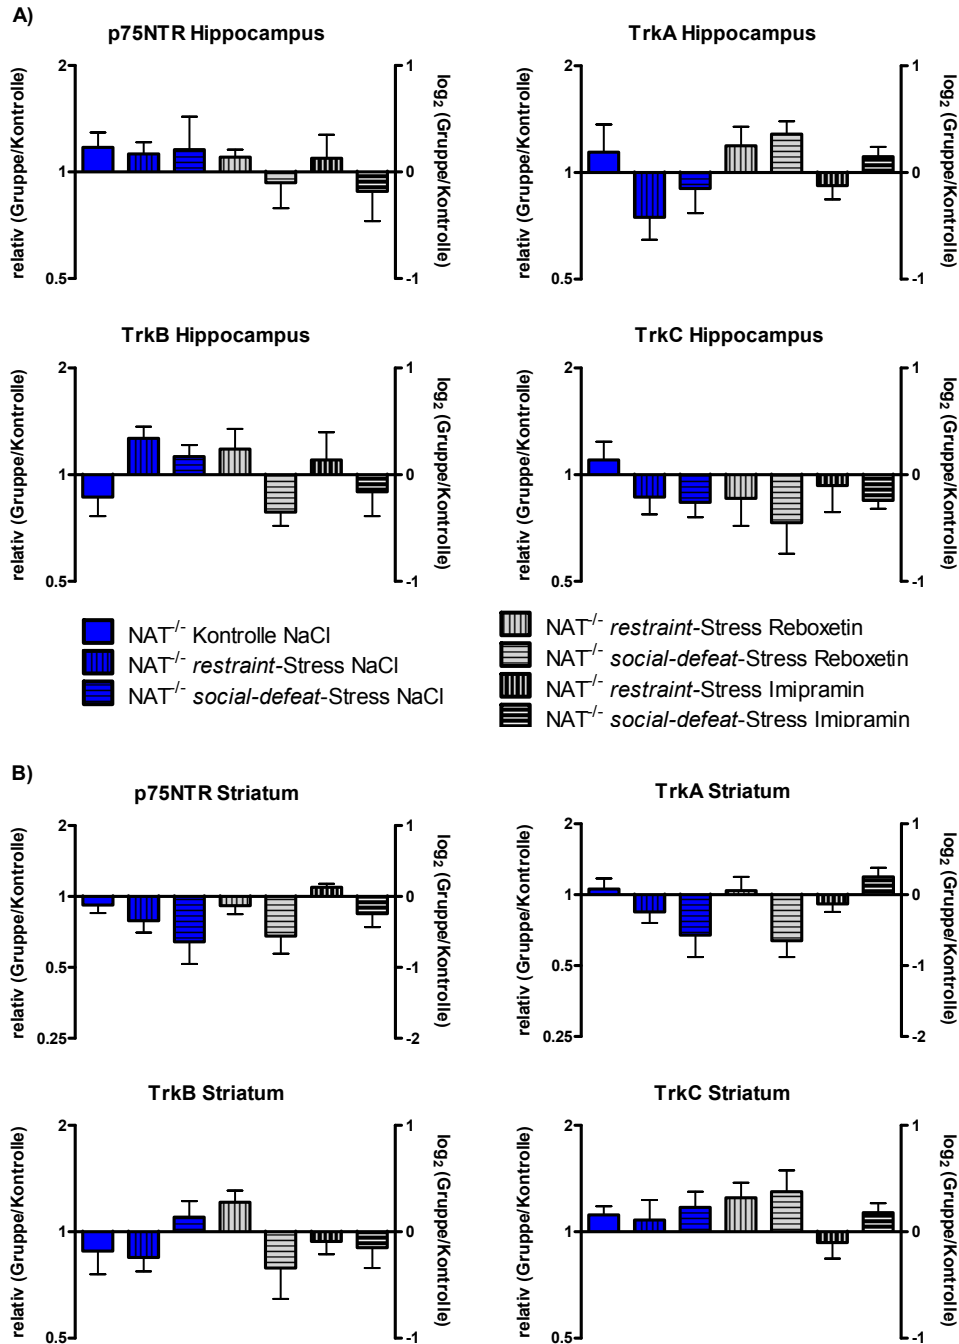 A)
p75NTR Hippocampus
relativ (Gruppe/Kontrolle)
2
1
0.5
1
0
-1
log2 (Gruppe/Kontrolle)
TrkA Hippocampus
relativ (Gruppe/Kontrolle)
2
1
0.5
1
0
-1
log2 (Gruppe/Kontrolle)
TrkB Hippocampus
relativ (Gruppe/Kontrolle)
2
1
0.5
1
0
-1
log2 (Gruppe/Kontrolle)
TrkC Hippocampus
relativ (Gruppe/Kontrolle)
2
1
0.5
1
0
-1
log2 (Gruppe/Kontrolle)
NAT-/- Kontrolle NaCl
NAT-/- restraint-Stress NaCl
NAT-/- social-defeat-Stress NaCl
NAT-/- restraint-Stress Reboxetin
NAT-/- social-defeat-Stress Reboxetin
NAT-/- restraint-Stress Imipramin
NAT-/- social-defeat-Stress Imipramin
B)
p75NTR Striatum
relativ (Gruppe/Kontrolle)
2
1
0.5
0.25
1
0
-1
-2
log2 (Gruppe/Kontrolle)
TrkA Striatum
relativ (Gruppe/Kontrolle)
2
1
0.5
0.25
1
0
-1
-2
log2 (Gruppe/Kontrolle)
TrkB Striatum
relativ (Gruppe/Kontrolle)
2
1
0.5
1
0
-1
log2 (Gruppe/Kontrolle)
TrkC Striatum
relativ (Gruppe/Kontrolle)
2
1
0.5
1
0
-1
log2 (Gruppe/Kontrolle)